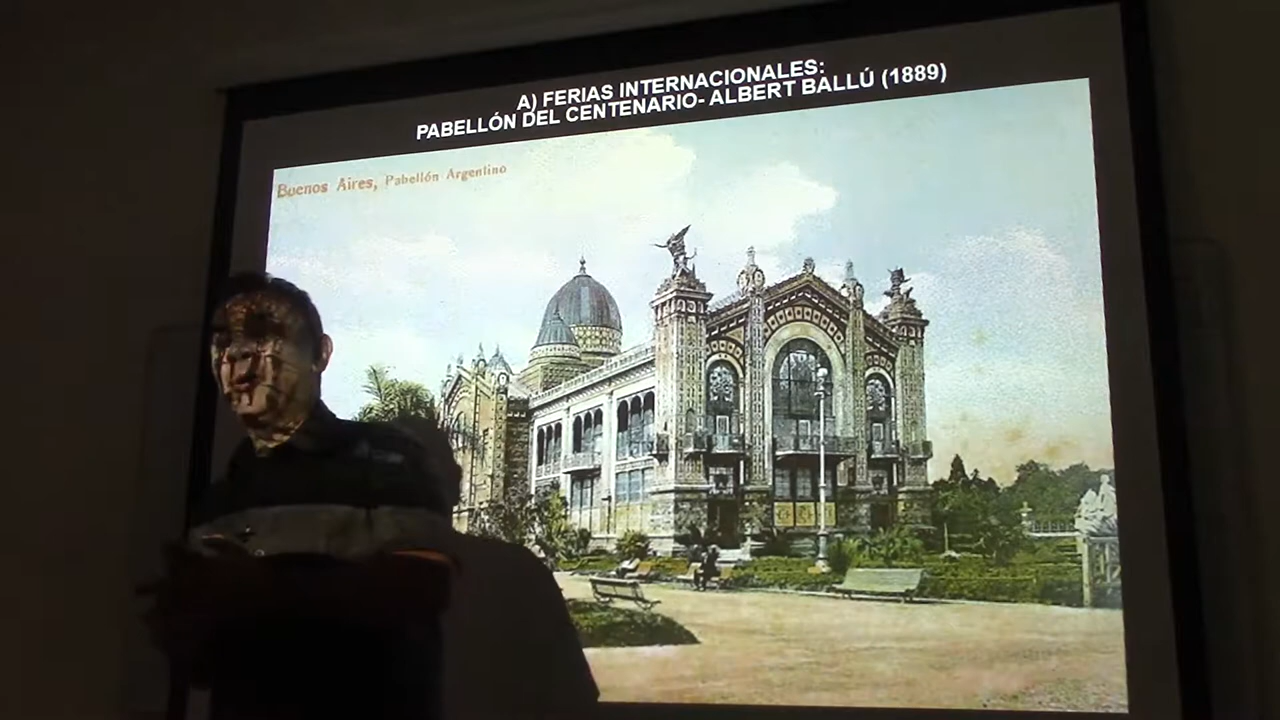 A) FERIAS INTERNACIONALES:
PABELLÓN DEL CENTENARIO- ALBERT BALLÚ (1889)
Buenos Aires, Pabellón Argentino